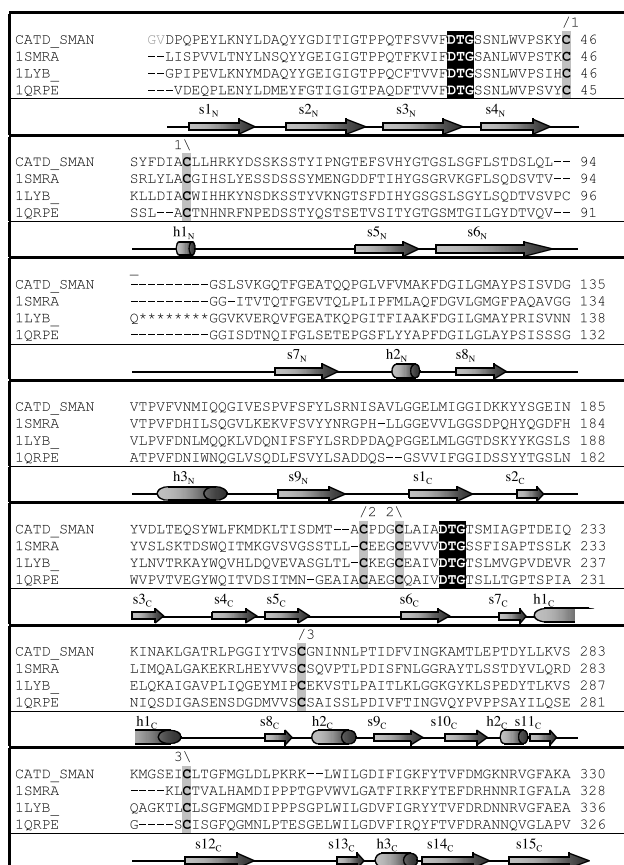 /1
CATD_SMAN GVDPQPEYLKNYLDAQYYGDITIGTPPQTFSVVFDTGSSNLWVPSKYC 46
1SMRA --LISPVVLTNYLNSQYYGEIGIGTPPQTFKVIFDTGSANLWVPSTKC 46
1LYB_ --GPIPEVLKNYMDAQYYGEIGIGTPPQCFTVVFDTGSSNLWVPSIHC 46
1QRPE ---VDEQPLENYLDMEYFGTIGIGTPAQDFTVVFDTGSSNLWVPSVYC 45
s1N s2N s3N s4N
1\
CATD_SMAN SYFDIACLLHRKYDSSKSSTYIPNGTEFSVHYGTGSLSGFLSTDSLQL-- 94
1SMRA SRLYLACGIHSLYESSDSSSYMENGDDFTIHYGSGRVKGFLSQDSVTV-- 94
1LYB_ KLLDIACWIHHKYNSDKSSTYVKNGTSFDIHYGSGSLSGYLSQDTVSVPC 96
1QRPE SSL--ACTNHNRFNPEDSSTYQSTSETVSITYGTGSMTGILGYDTVQV-- 91
h1N s5N s6N
_
CATD_SMAN ---------GSLSVKGQTFGEATQQPGLVFVMAKFDGILGMAYPSISVDG 135
1SMRA ---------GG-ITVTQTFGEVTQLPLIPFMLAQFDGVLGMGFPAQAVGG 134
1LYB_ Q********GGVKVERQVFGEATKQPGITFIAAKFDGILGMAYPRISVNN 138
1QRPE ---------GGISDTNQIFGLSETEPGSFLYYAPFDGILGLAYPSISSSG 132
s7N h2N s8N
CATD_SMAN VTPVFVNMIQQGIVESPVFSFYLSRNISAVLGGELMIGGIDKKYYSGEIN 185
1SMRA VTPVFDHILSQGVLKEKVFSVYYNRGPH-LLGGEVVLGGSDPQHYQGDFH 184
1LYB_ VLPVFDNLMQQKLVDQNIFSFYLSRDPDAQPGGELMLGGTDSKYYKGSLS 188
1QRPE ATPVFDNIWNQGLVSQDLFSVYLSADDQS--GSVVIFGGIDSSYYTGSLN 182
h3N s9N s1C s2C
/2 2\
CATD_SMAN YVDLTEQSYWLFKMDKLTISDMT--ACPDGCLAIADTGTSMIAGPTDEIQ 233
1SMRA YVSLSKTDSWQITMKGVSVGSSTLL-CEEGCEVVVDTGSSFISAPTSSLK 233
1LYB_ YLNVTRKAYWQVHLDQVEVASGLTL-CKEGCEAIVDTGTSLMVGPVDEVR 237
1QRPE WVPVTVEGYWQITVDSITMN-GEAIACAEGCQAIVDTGTSLLTGPTSPIA 231
s3C s4C s5C s6C s7C h1C
/3
CATD_SMAN KINAKLGATRLPGGIYTVSCGNINNLPTIDFVINGKAMTLEPTDYLLKVS 283
1SMRA LIMQALGAKEKRLHEYVVSCSQVPTLPDISFNLGGRAYTLSSTDYVLQRD 283
1LYB_ ELQKAIGAVPLIQGEYMIPCEKVSTLPAITLKLGGKGYKLSPEDYTLKVS 287
1QRPE NIQSDIGASENSDGDMVVSCSAISSLPDIVFTINGVQYPVPPSAYILQSE 281
h1C s8C h2C s9C s10C h2C s11C
3\
CATD_SMAN KMGSEICLTGFMGLDLPKRK--LWILGDIFIGKFYTVFDMGKNRVGFAKA 330
1SMRA ----KLCTVALHAMDIPPPTGPVWVLGATFIRKFYTEFDRHNNRIGFALA 328
1LYB_ QAGKTLCLSGFMGMDIPPPSGPLWILGDVFIGRYYTVFDRDNNRVGFAEA 336
1QRPE G----SCISGFQGMNLPTESGELWILGDVFIRQYFTVFDRANNQVGLAPV 326
s12C s13C h3C s14C s15C